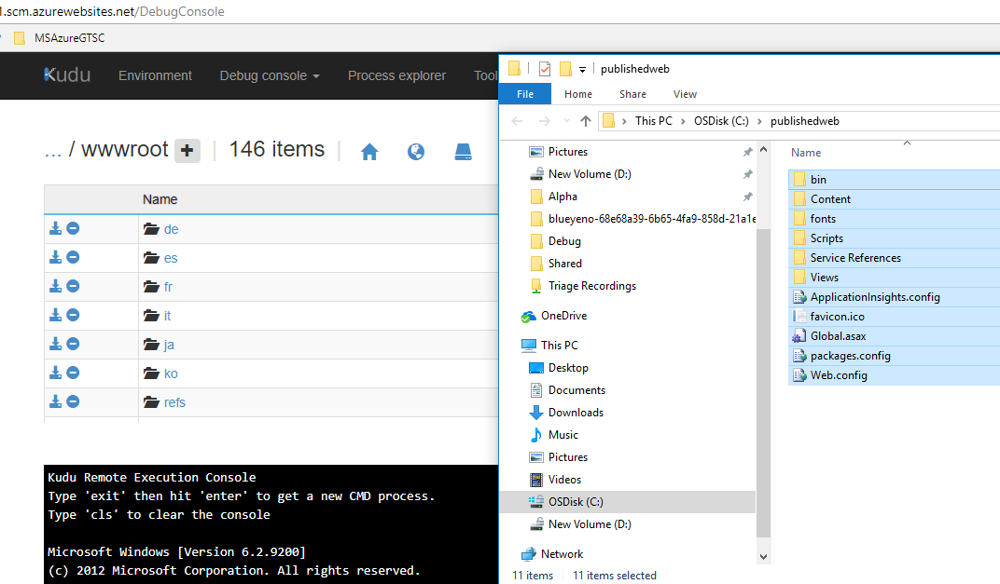 1.scm.azurewebsites.net/DebugConsole
MSAzureGTSC
Kudu Environment Debug console Process explorer Tool
... / wwwroot + 146 items
Name
de
es
fr
it
ja
ko
refs
Kudu Remote Execution Console
Type 'exit' then hit 'enter' to get a new CMD process.
Type 'cls' to clear the console
Microsoft Windows [Version 6.2.9200]
(c) 2012 Microsoft Corporation. All rights reserved.
publishedweb
File Home Share View
This PC OSDisk (C:) publishedweb
Pictures
New Volume (D:)
Alpha
blueyeno-68e68a39-6b65-4fa9-858d-21a1e
Debug
Shared
Triage Recordings
OneDrive
This PC
Desktop
Documents
Downloads
Music
Pictures
Videos
OSDisk (C:)
New Volume (D:)
Network
Name
bin
Content
fonts
Scripts
Service References
Views
ApplicationInsights.config
favicon.ico
Global.asax
packages.config
Web.config
11 items 11 items selected